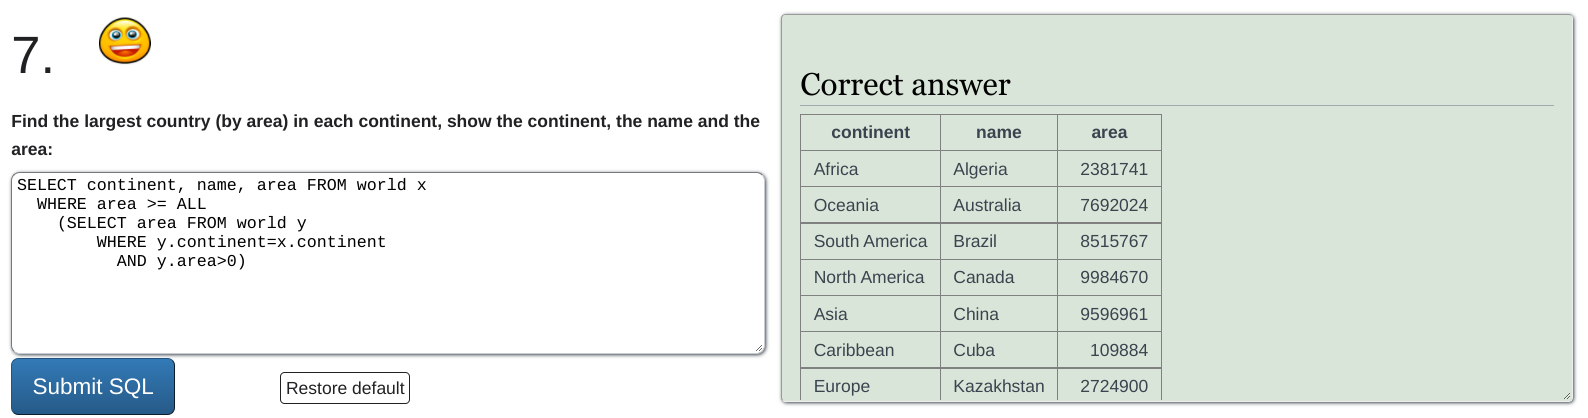 7.
Find the largest country (by area) in each continent, show the continent, the name and the
area:
SELECT continent, name, area FROM world x
  WHERE area >= ALL
    (SELECT area FROM world y
        WHERE y.continent=x.continent
          AND y.area>0)
Submit SQL
Restore default
Correct answer
continent name area
Africa Algeria 2381741
Oceania Australia 7692024
South America Brazil 8515767
North America Canada 9984670
Asia China 9596961
Caribbean Cuba 109884
Europe Kazakhstan 2724900